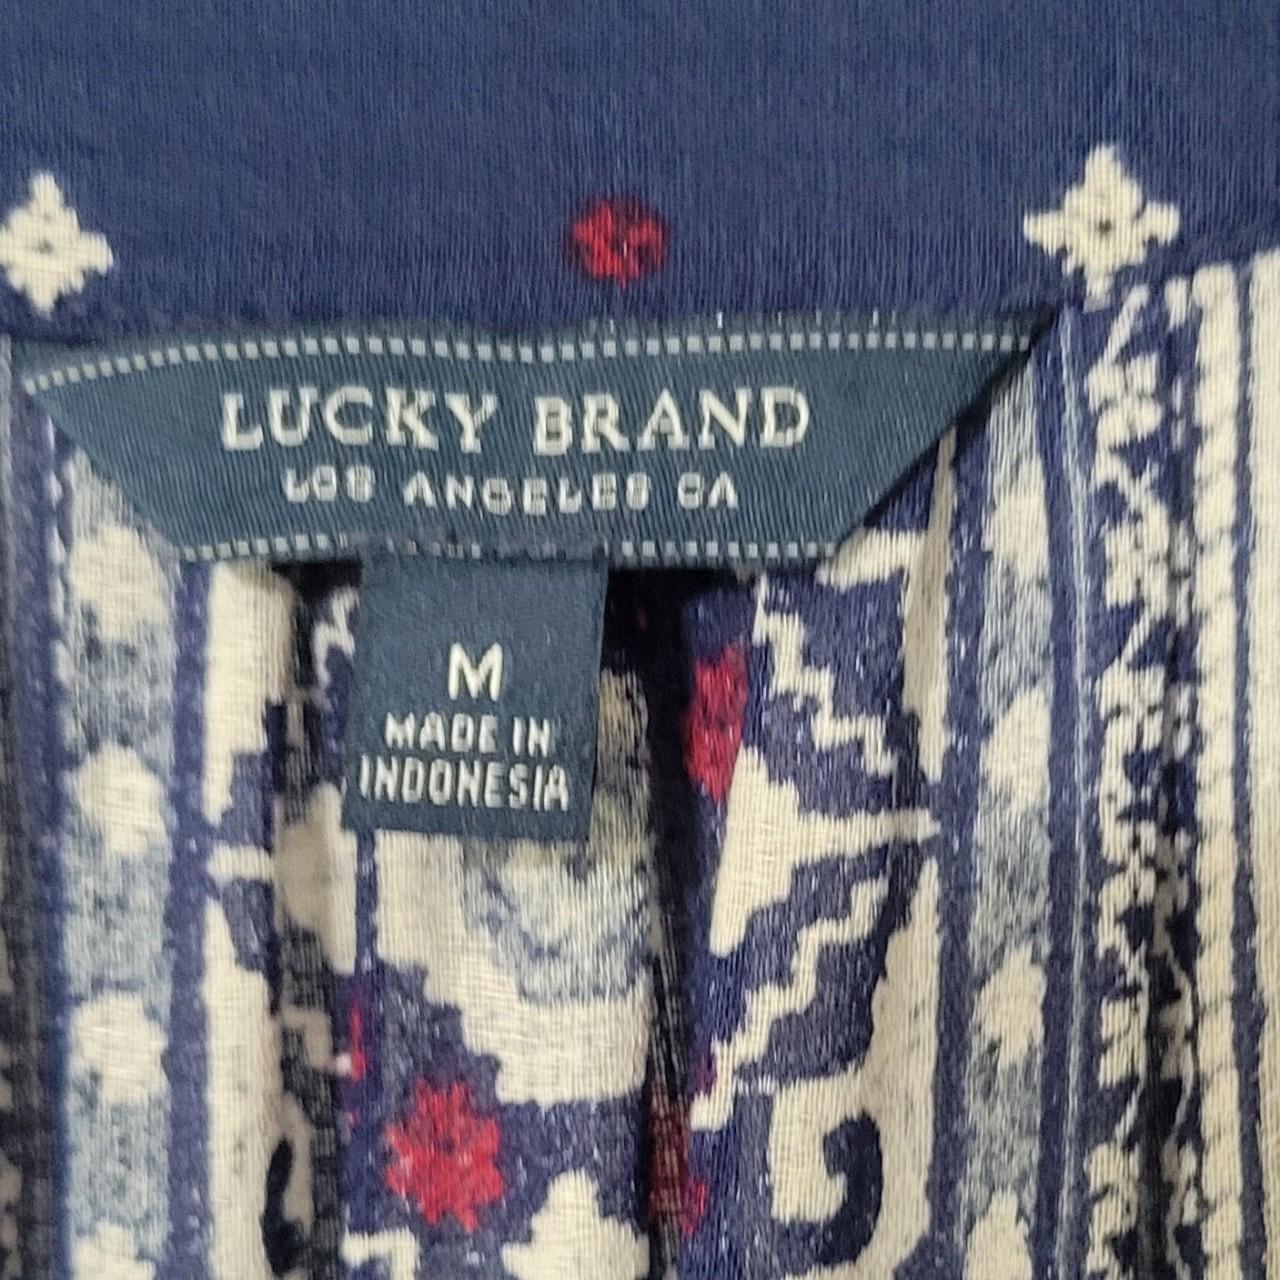 LUCKY BRAND
LOS ANGELES CA
M
MADE IN
INDONESIA